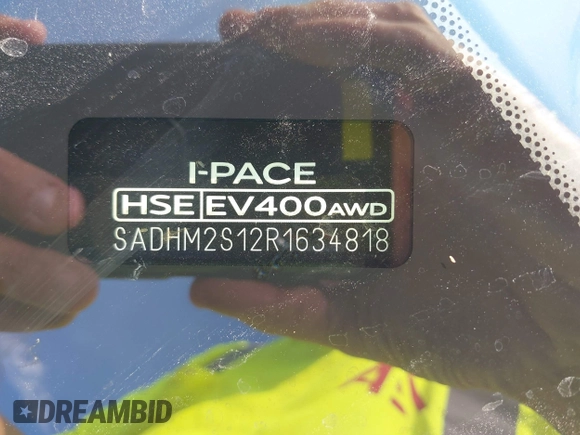 I-PACE
HSE EV400 AWD
SADHM2S12R1634818
DREAMBID